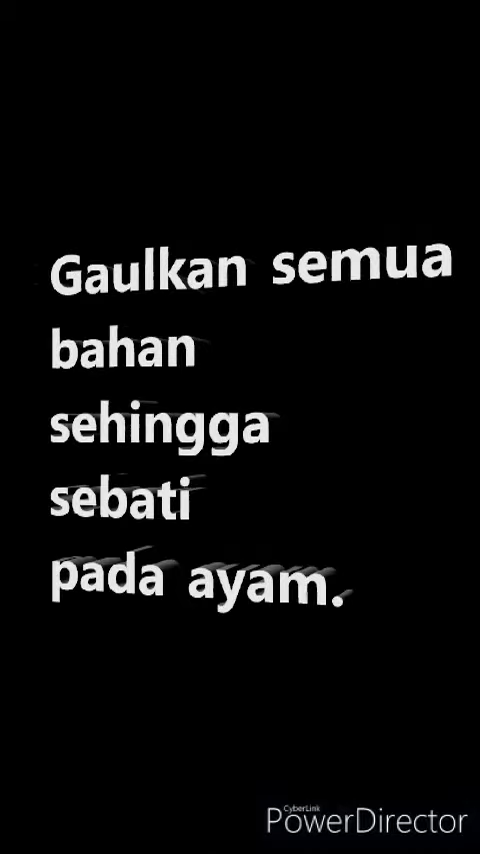 Gaulkan semua
bahan
sehingga
sebati
pada ayam.
CyberLink
PowerDirector